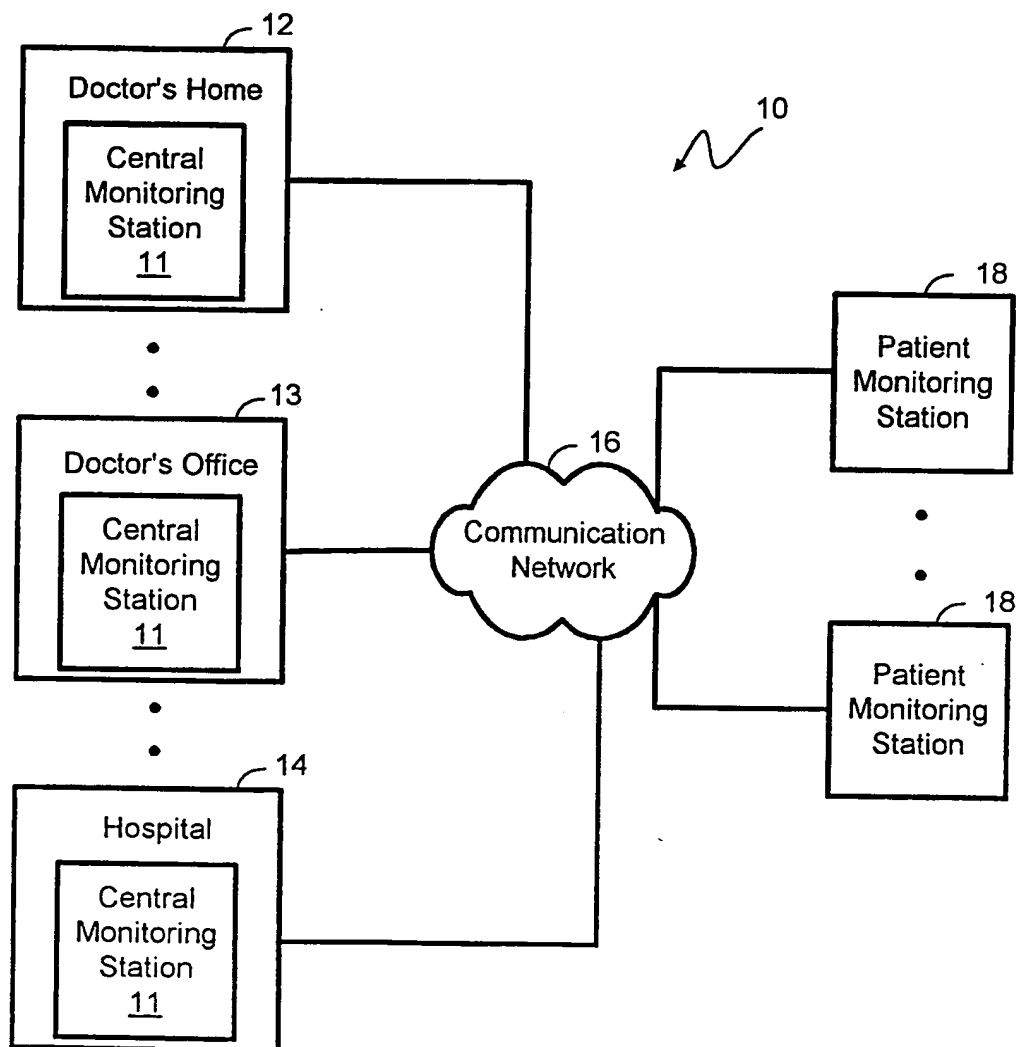 12
Doctor's Home
Central
Monitoring
Station
11
10
13
Doctor's Office
Central
Monitoring
Station
11
14
Hospital
Central
Monitoring
Station
11
16
Communication
Network
18
Patient
Monitoring
Station
18
Patient
Monitoring
Station